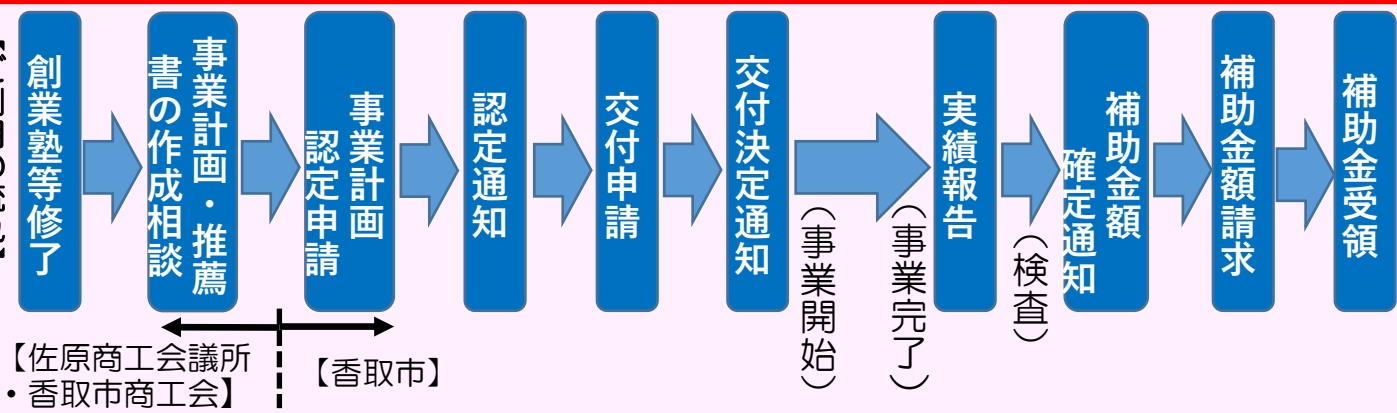 創業塾等修了
事業計画・推薦
書の作成相談
事業計画
認定申請
認定通知
交付申請
交付決定通知
（事業開始）
（事業完了）
実績報告
（検査）
補助金額
確定通知
補助金額請求
補助金受領
【佐原商工会議所
・香取市商工会】
【香取市】